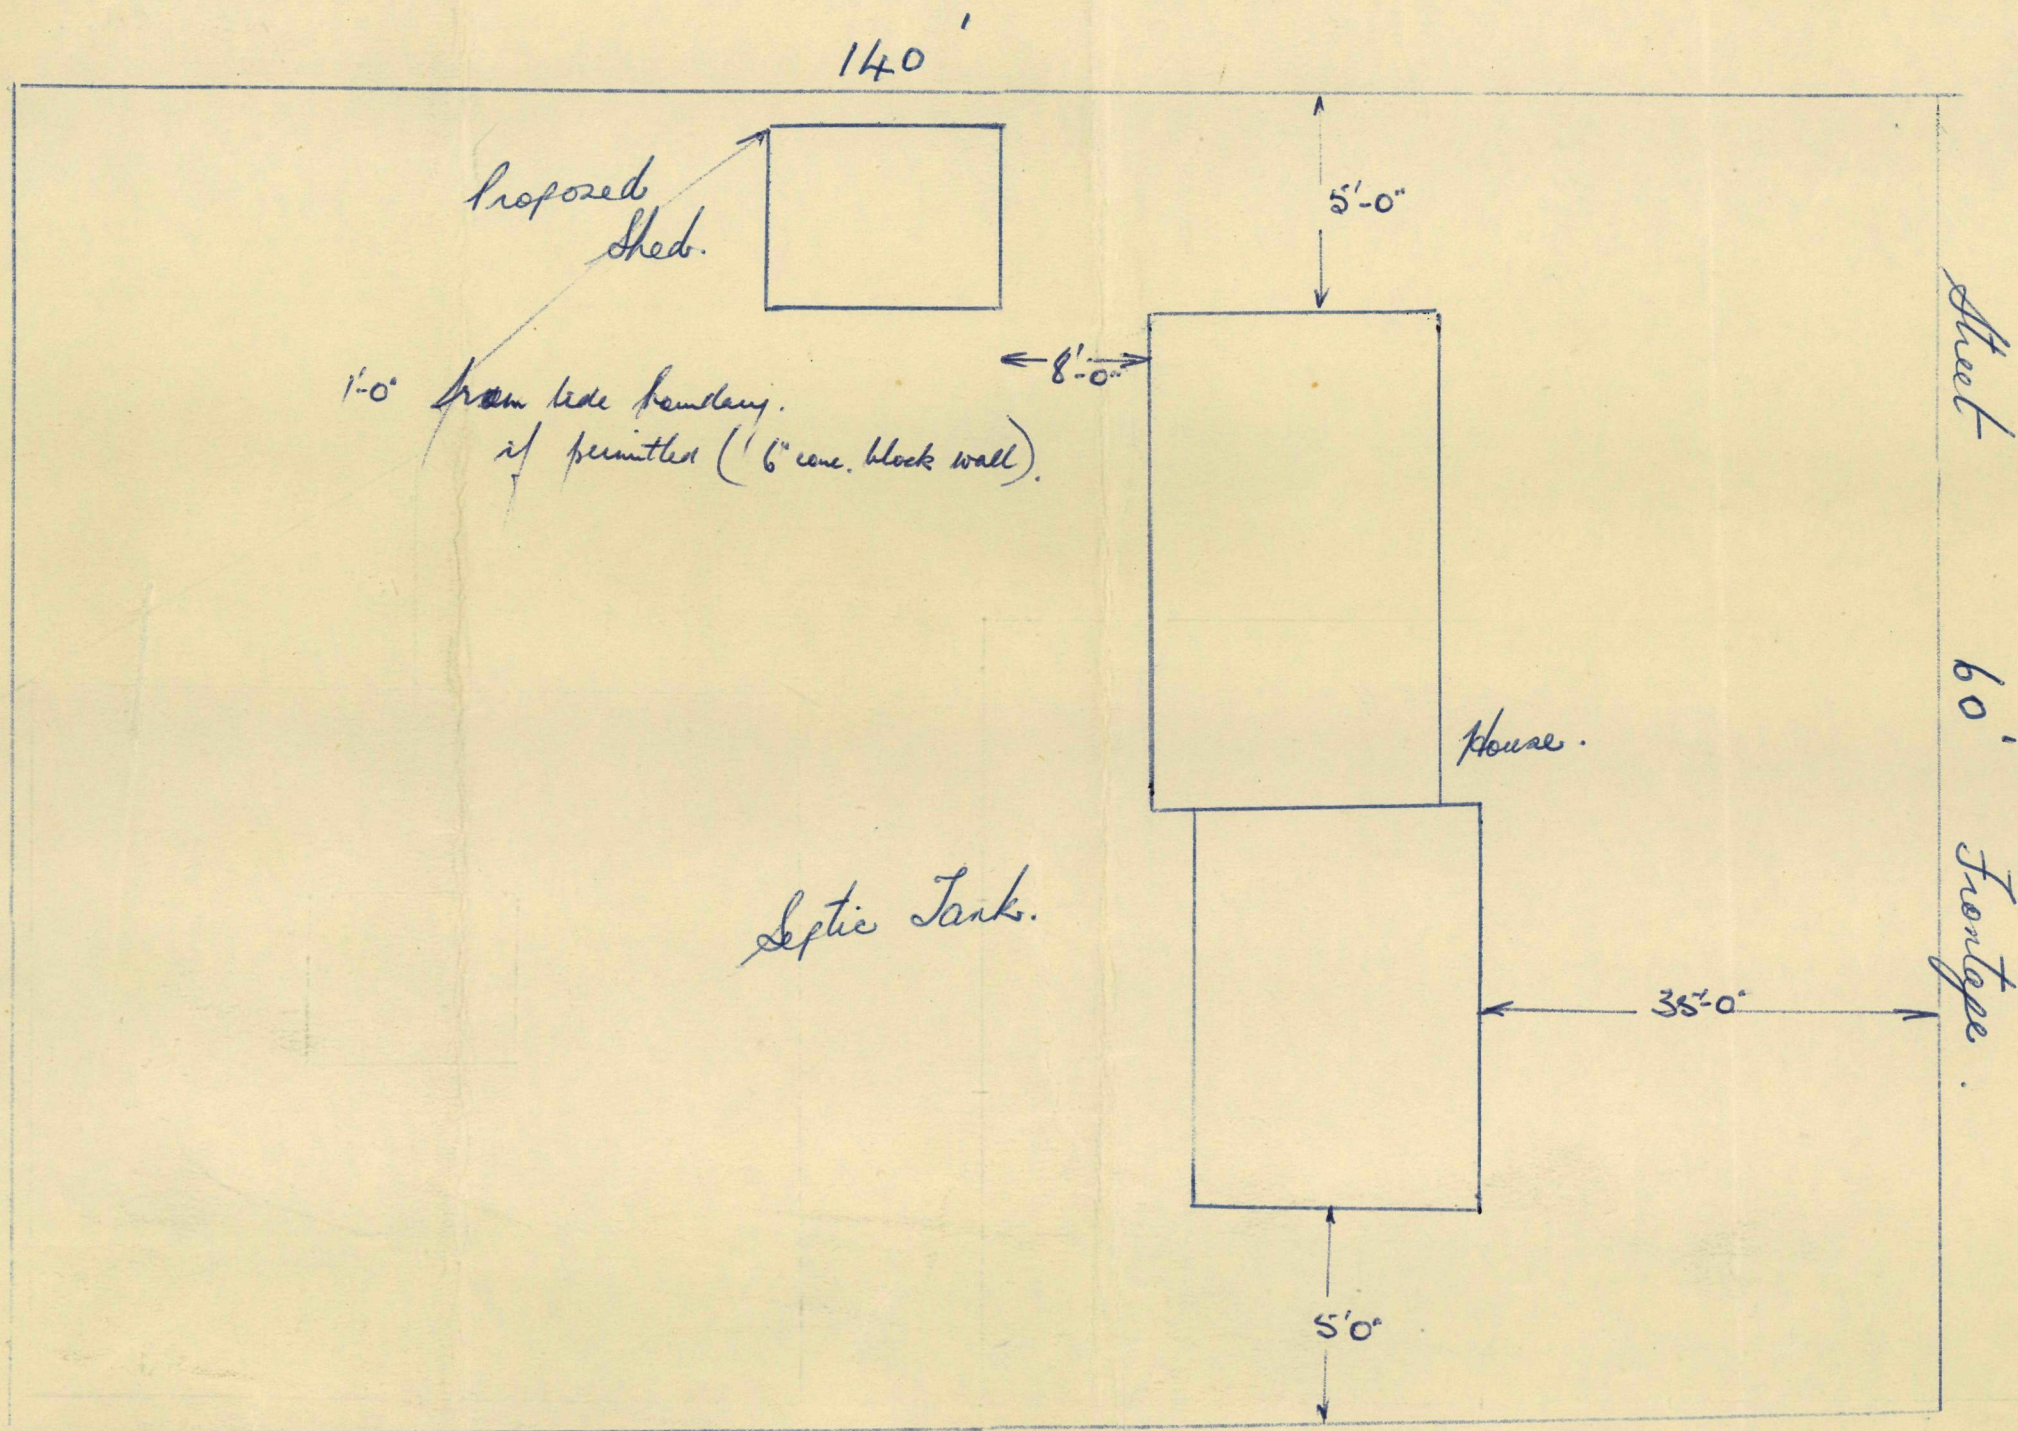 140'
Proposed
Shed.
5'-0"
8'-0"
1'-0" from side boundary.
if permitted (6" conc. block wall).
Street 60' Frontage.
House.
Septic Tank.
35'-0"
5'0"